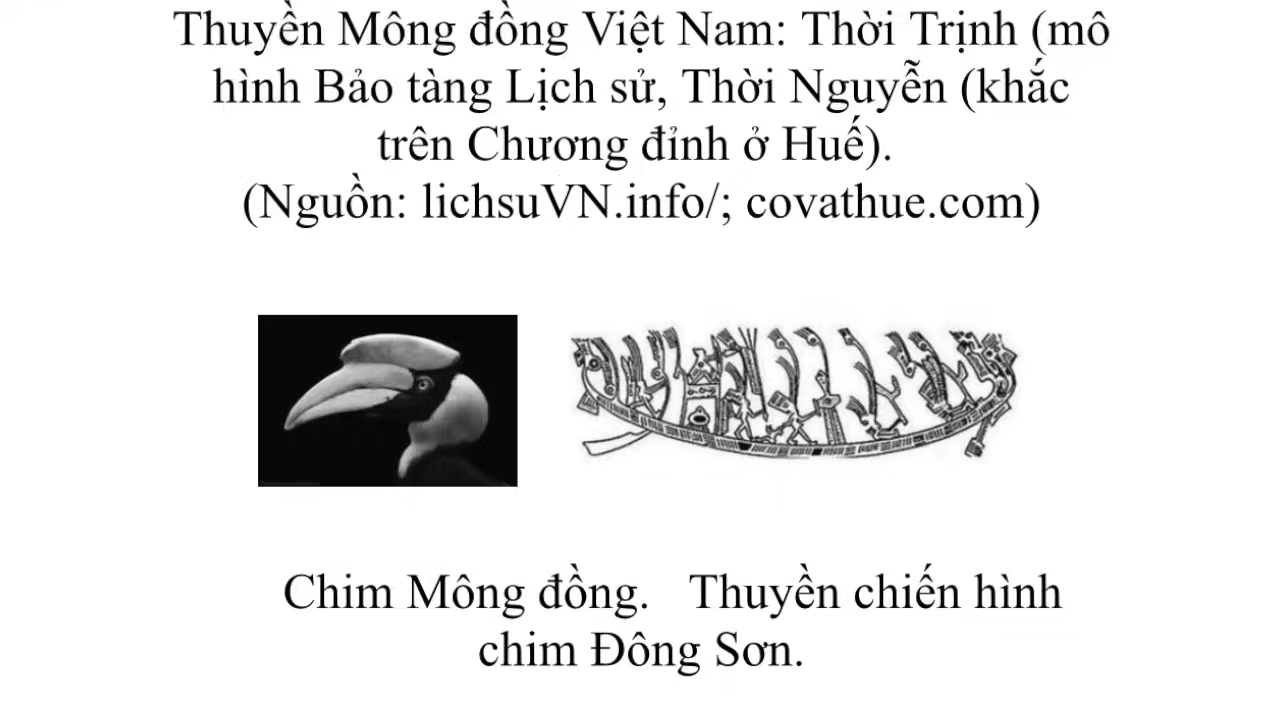 Thuyền Mông đồng Việt Nam: Thời Trịnh (mô
hình Bảo tàng Lịch sử, Thời Nguyễn (khắc
trên Chương đỉnh ở Huế).
(Nguồn: lichsuVN.info/; covathue.com)
Chim Mông đồng. Thuyền chiến hình
chim Đông Sơn.